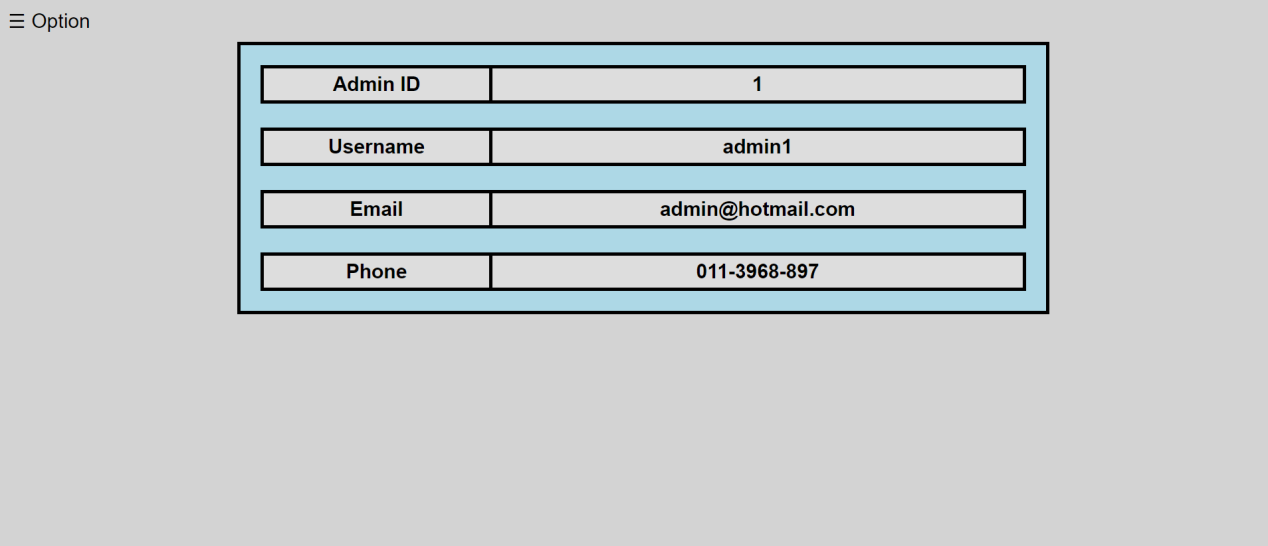 ☰ Option
Admin ID 1
Username admin1
Email admin@hotmail.com
Phone 011-3968-897